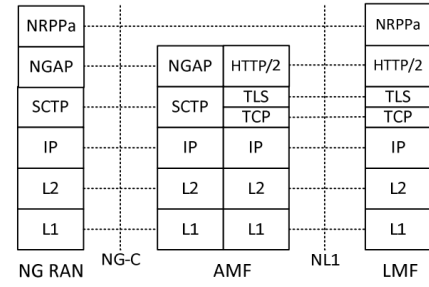 NRPPa NRPPa
NGAP NGAP HTTP/2 HTTP/2
SCTP SCTP TLS TLS
TCP TCP
IP IP IP IP
L2 L2 L2 L2
L1 L1 L1 L1
NG RAN NG-C AMF NL1 LMF